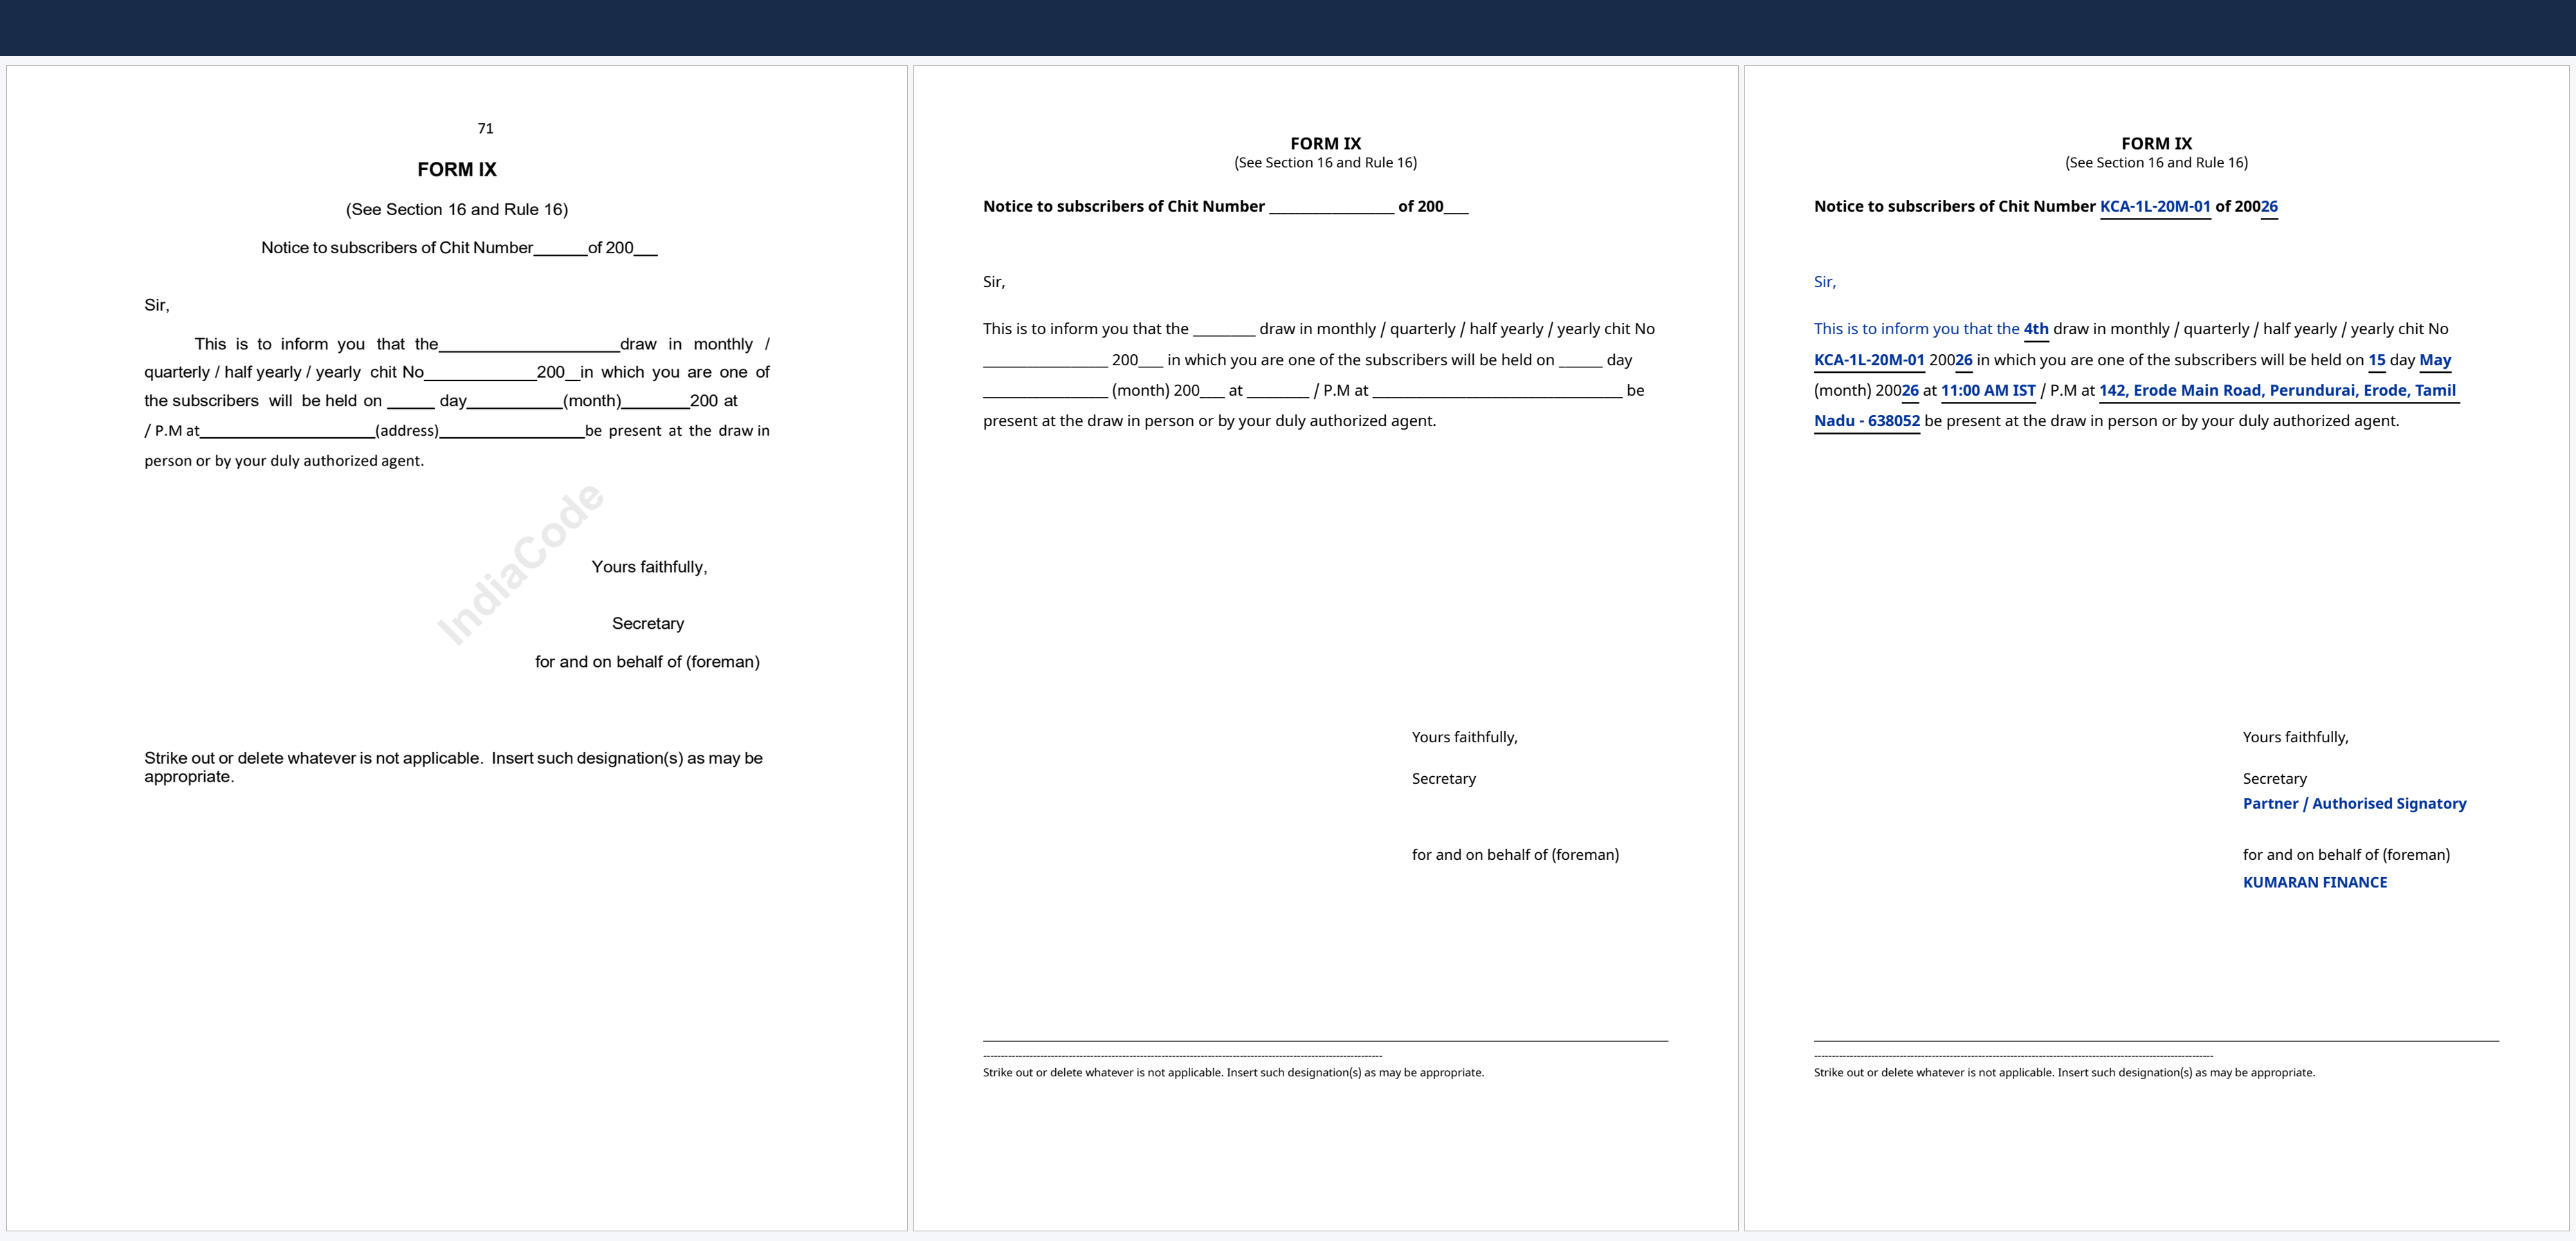 71
FORM IX
(See Section 16 and Rule 16)
Notice to subscribers of Chit Number______of 200___
Sir,
This is to inform you that the____________________draw in monthly /
quarterly / half yearly / yearly chit No____________200__in which you are one of
the subscribers will be held on _____ day__________(month)_______200 at
/ P.M at____________________(address)________________be present at the draw in
person or by your duly authorized agent.
IndiaCode
Yours faithfully,
Secretary
for and on behalf of (foreman)
Strike out or delete whatever is not applicable. Insert such designation(s) as may be
appropriate.
FORM IX
(See Section 16 and Rule 16)
Notice to subscribers of Chit Number ________________ of 200___
Sir,
This is to inform you that the ________ draw in monthly / quarterly / half yearly / yearly chit No
________________ 200___ in which you are one of the subscribers will be held on ______ day
________________ (month) 200___ at ________ / P.M at ________________________________ be
present at the draw in person or by your duly authorized agent.
Yours faithfully,
Secretary
for and on behalf of (foreman)
--------------------------------------------------------------------------------------------------------------
Strike out or delete whatever is not applicable. Insert such designation(s) as may be appropriate.
FORM IX
(See Section 16 and Rule 16)
Notice to subscribers of Chit Number KCA-1L-20M-01 of 20026
Sir,
This is to inform you that the 4th draw in monthly / quarterly / half yearly / yearly chit No
KCA-1L-20M-01 20026 in which you are one of the subscribers will be held on 15 day May
(month) 20026 at 11:00 AM IST / P.M at 142, Erode Main Road, Perundurai, Erode, Tamil
Nadu - 638052 be present at the draw in person or by your duly authorized agent.
Yours faithfully,
Secretary
Partner / Authorised Signatory
for and on behalf of (foreman)
KUMARAN FINANCE
--------------------------------------------------------------------------------------------------------------
Strike out or delete whatever is not applicable. Insert such designation(s) as may be appropriate.